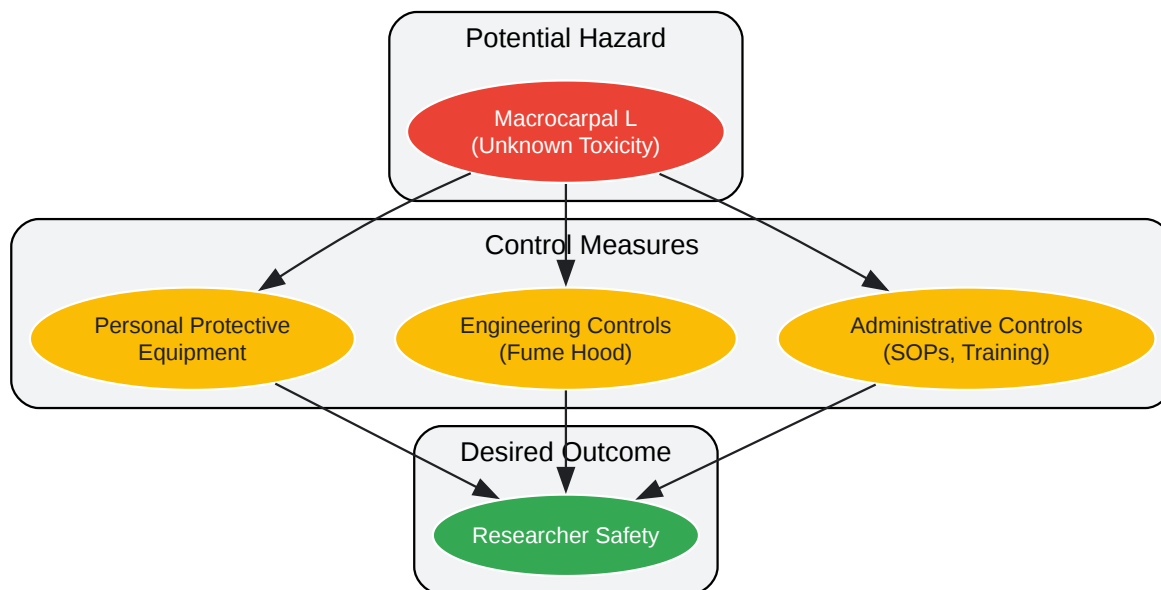 Potential Hazard
Macrocarpal L
(Unknown Toxicity)
Control Measures
Personal Protective
Equipment
Engineering Controls
(Fume Hood)
Administrative Controls
(SOPs, Training)
Desired Outcome
Researcher Safety